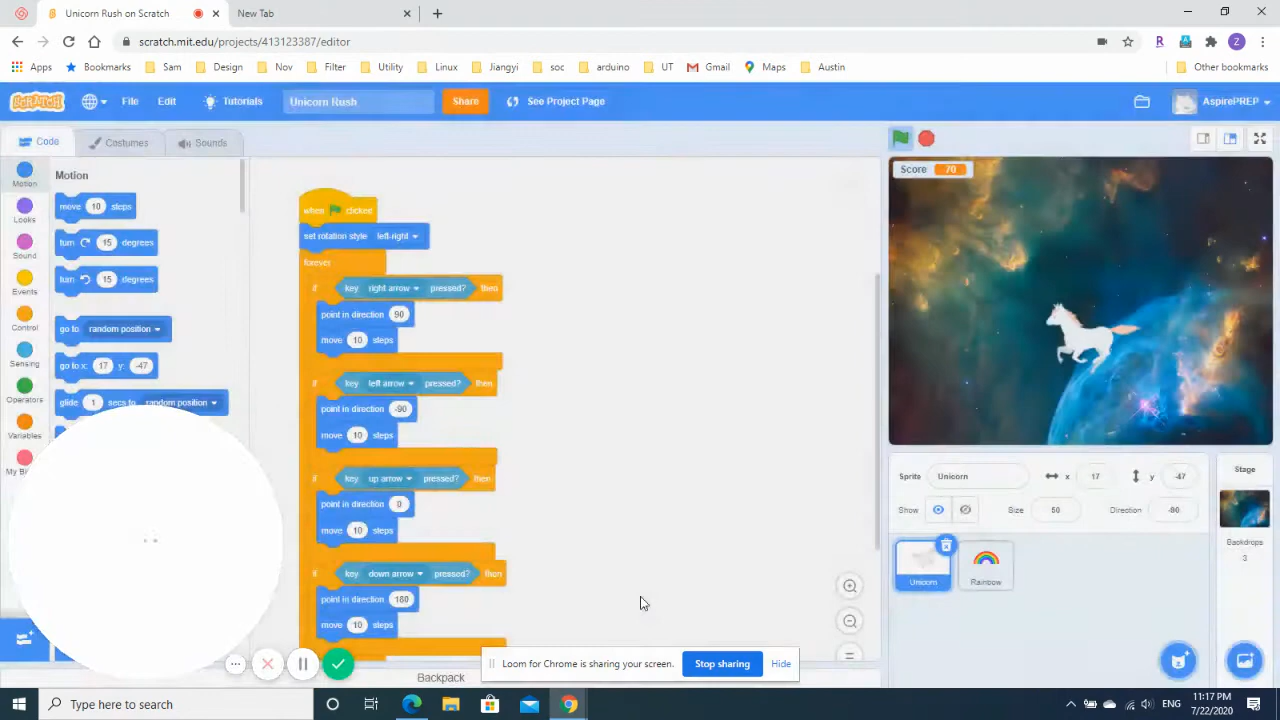 Unicorn Rush on Scratch
New Tab
scratch.mit.edu/projects/413123387/editor
Apps Bookmarks Sam Design Nov Filter Utility Linux Jiangyi soc arduino UT Gmail Maps Austin Other bookmarks
SCRATCH File Edit Tutorials Unicorn Rush Share See Project Page AspirePREP
Code Costumes Sounds
Motion
Looks
Sound
Events
Control
Sensing
Operators
Variables
My Bl
Motion
move 10 steps
turn 15 degrees
turn 15 degrees
go to random position
go to x: 17 y: -47
glide 1 secs to random position
when clicked
set rotation style left-right
forever
if key right arrow pressed? then
point in direction 90
move 10 steps
if key left arrow pressed? then
point in direction -90
move 10 steps
if key up arrow pressed? then
point in direction 0
move 10 steps
if key down arrow pressed? then
point in direction 180
move 10 steps
Score 70
Sprite Unicorn x 17 y -47
Show Size 50 Direction -90
Unicorn
Rainbow
Stage
Backdrops
3
Loom for Chrome is sharing your screen. Stop sharing Hide
Backpack
Type here to search
ENG
11:17 PM
7/22/2020